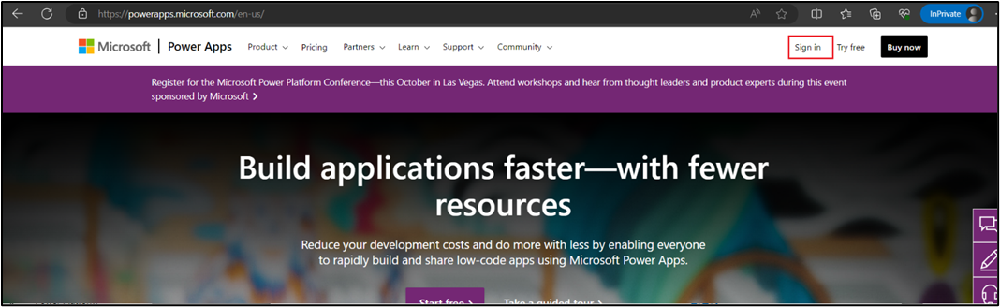 https://powerapps.microsoft.com/en-us/
InPrivate
Microsoft | Power Apps Product Pricing Partners Learn Support Community Sign in Try free Buy now
Register for the Microsoft Power Platform Conference—this October in Las Vegas. Attend workshops and hear from thought leaders and product experts during this event
sponsored by Microsoft
Build applications faster—with fewer
resources
Reduce your development costs and do more with less by enabling everyone
to rapidly build and share low-code apps using Microsoft Power Apps.
Start free Take a guided tour